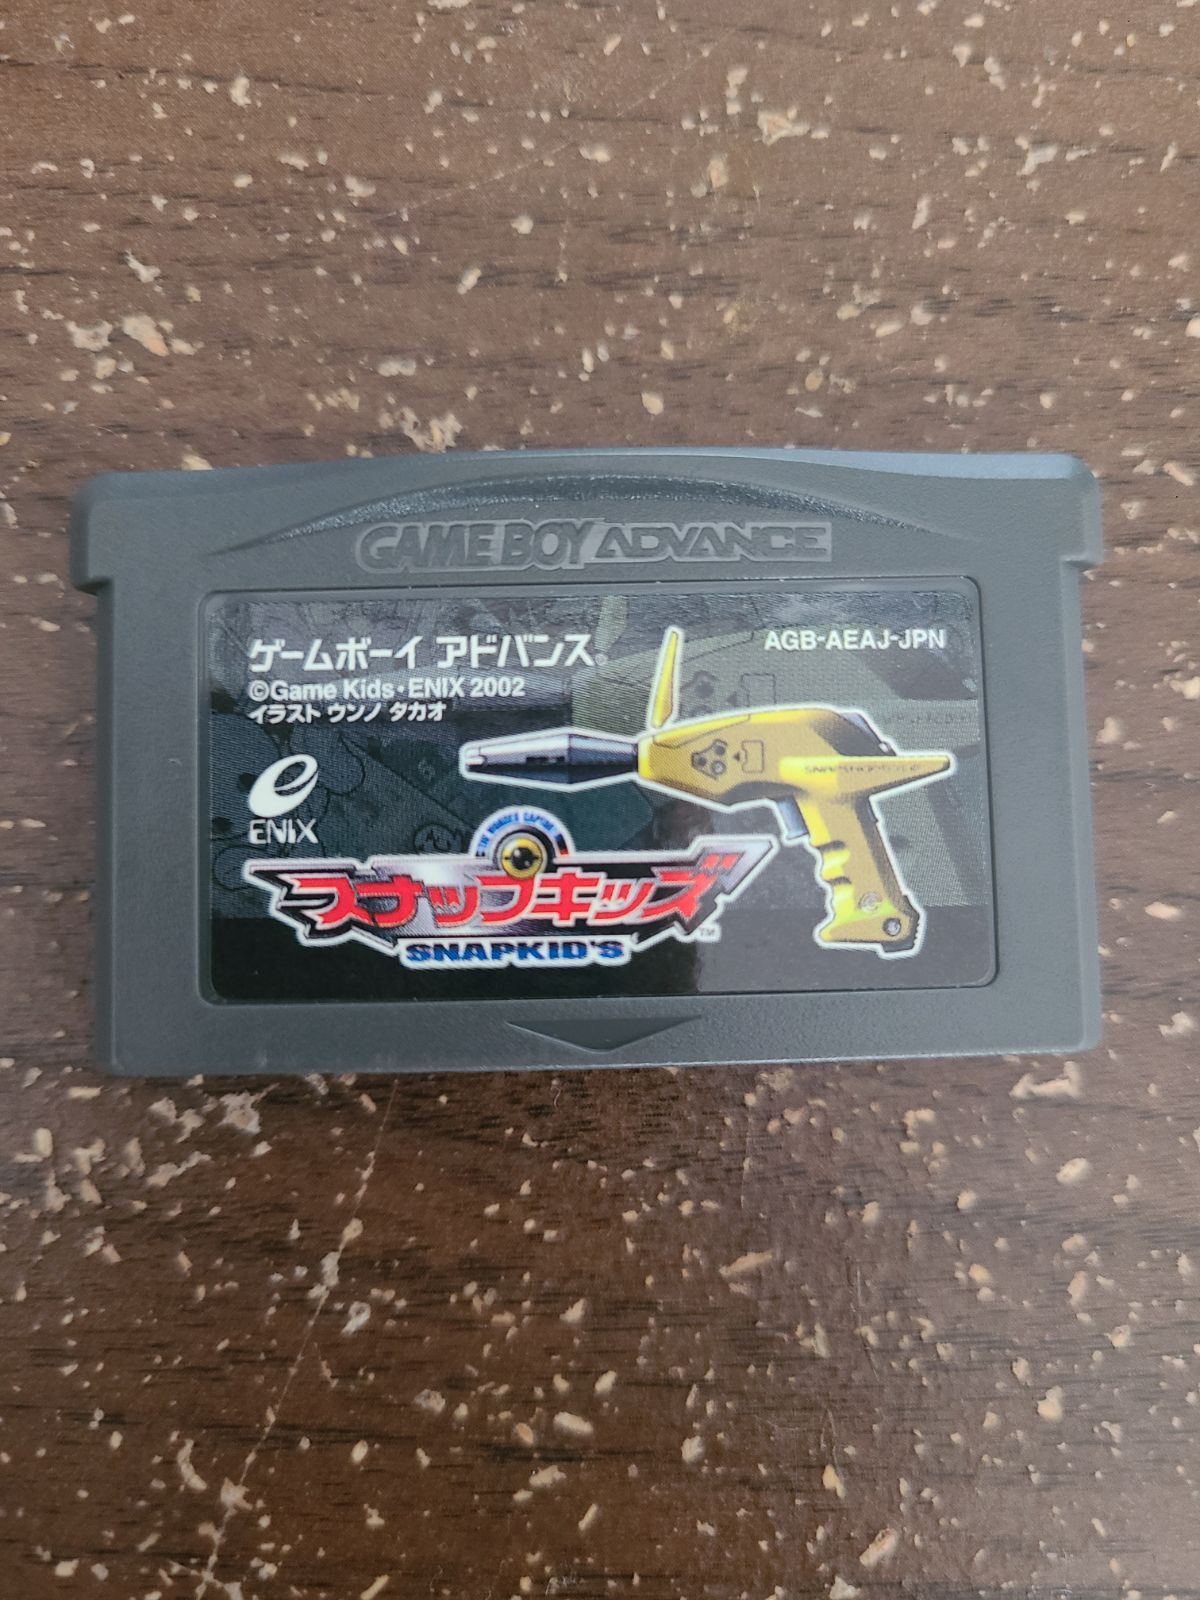 GAME BOY ADVANCE
ゲームボーイ アドバンス®
AGB-AEAJ-JPN
©Game Kids・ENIX 2002
イラスト ウンノ タカオ
ENIX
スナップキッズ™
SNAPKID'S